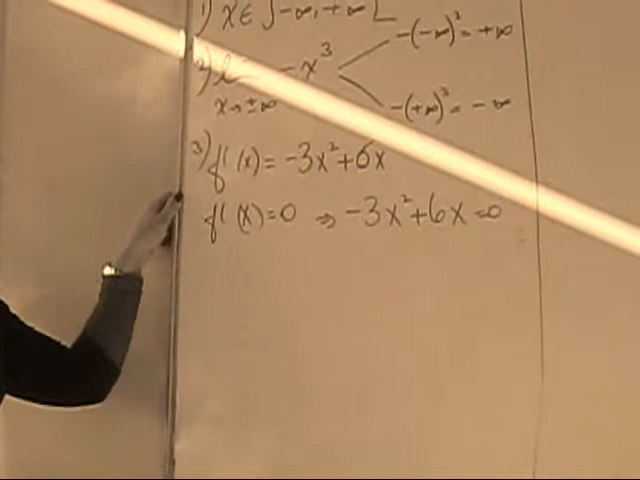 1) x ∈ ]-∞, +∞[
2) lim -x³ -(-∞)³ = +∞
x → ±∞ -(+∞)³ = -∞
3) f'(x) = -3x²+6x
f'(x)=0 ⇒ -3x²+6x=0